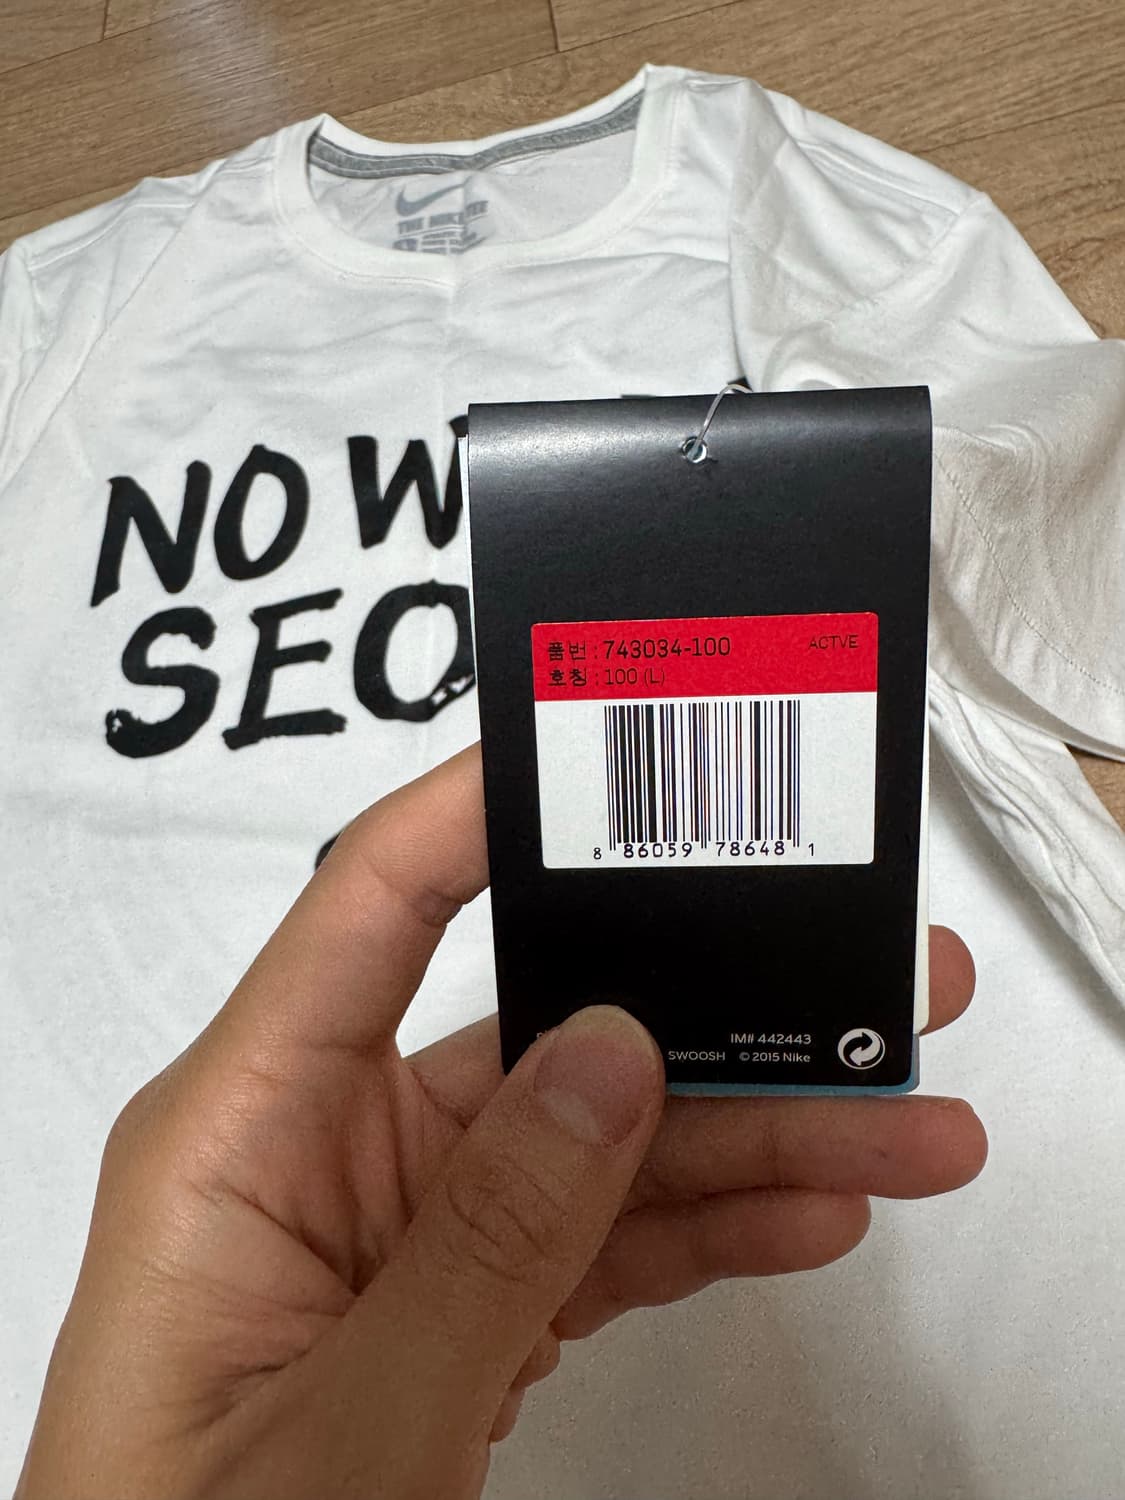 THE NIKE TEE
NO W
SEO
품번 : 743034-100
ACTVE
호칭 : 100 (L)
8 86059 78648 1
IM# 442443
SWOOSH © 2015 Nike